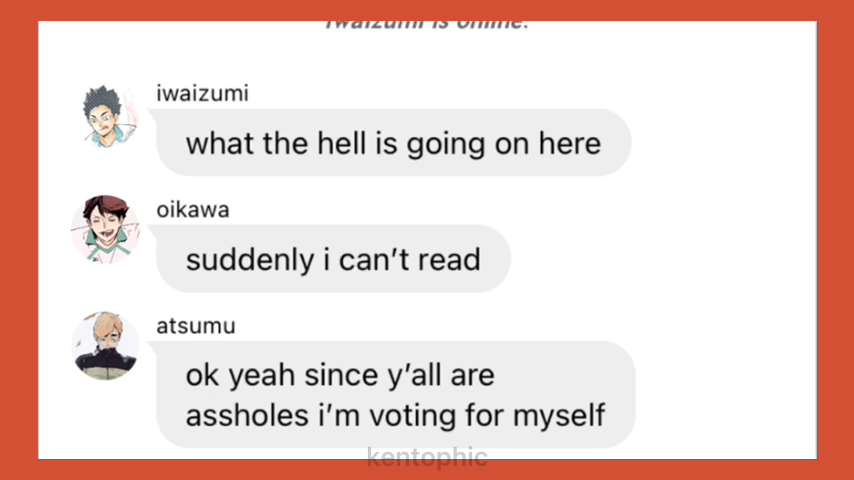 iwaizumi is online.
iwaizumi
what the hell is going on here
oikawa
suddenly i can't read
atsumu
ok yeah since y'all are
assholes i'm voting for myself
kentophic